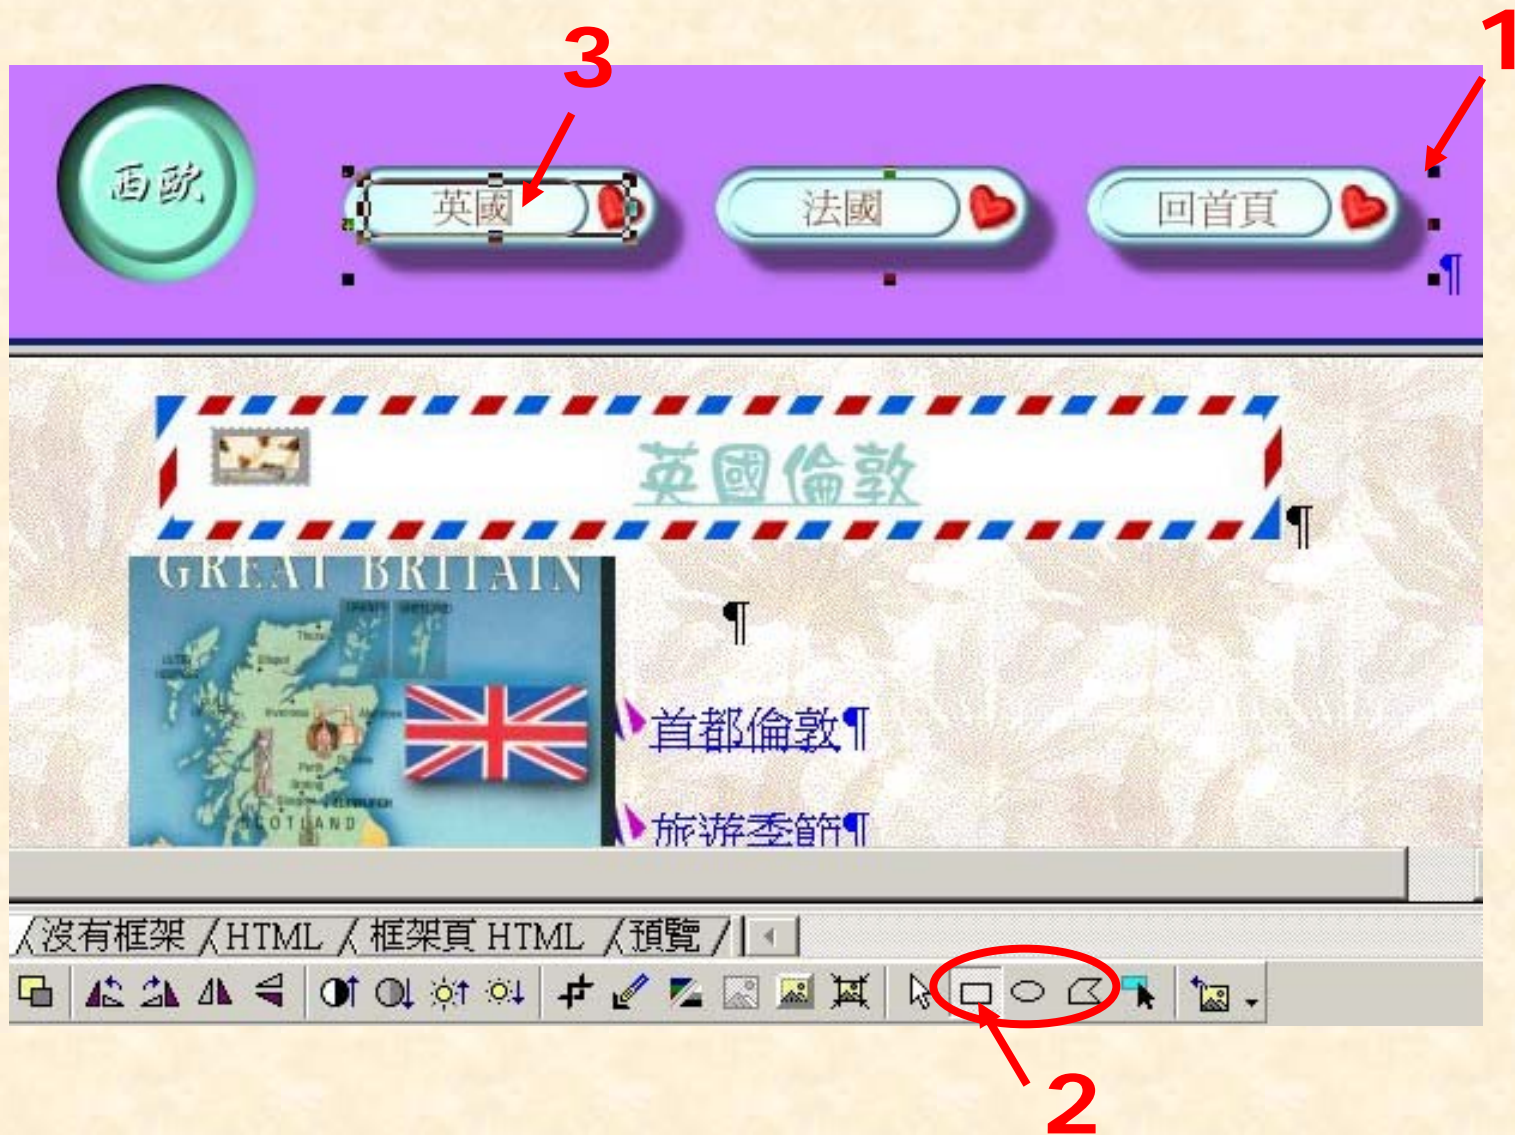 3
1
西歐
英國
法國
回首頁
英國倫敦
GREAT BRITAIN
首都倫敦
旅遊季節
SCOTLAND
沒有框架
HTML
框架頁 HTML
預覽
2